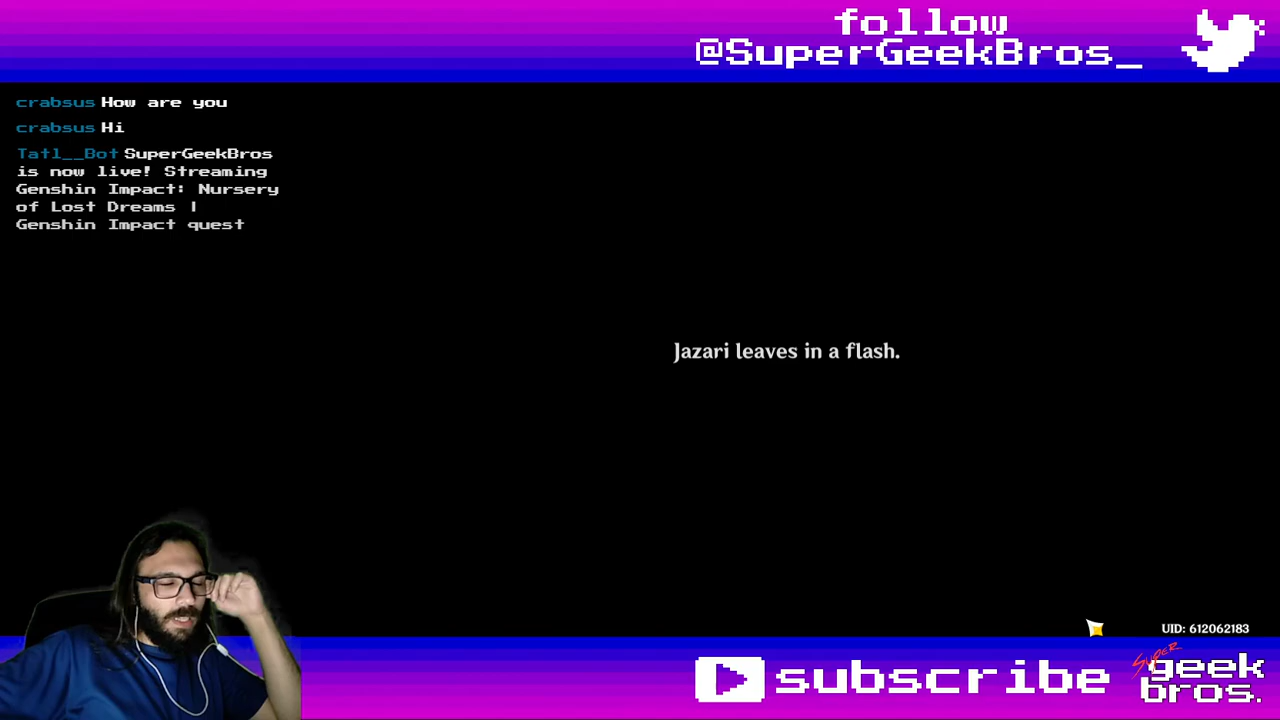 follow
@SuperGeekBros_
crabsus How are you
crabsus Hi
Tatl__Bot SuperGeekBros
is now live! Streaming
Genshin Impact: Nursery
of Lost Dreams |
Genshin Impact quest
Jazari leaves in a flash.
UID: 612062183
subscribe
SUPER
geek
bros.